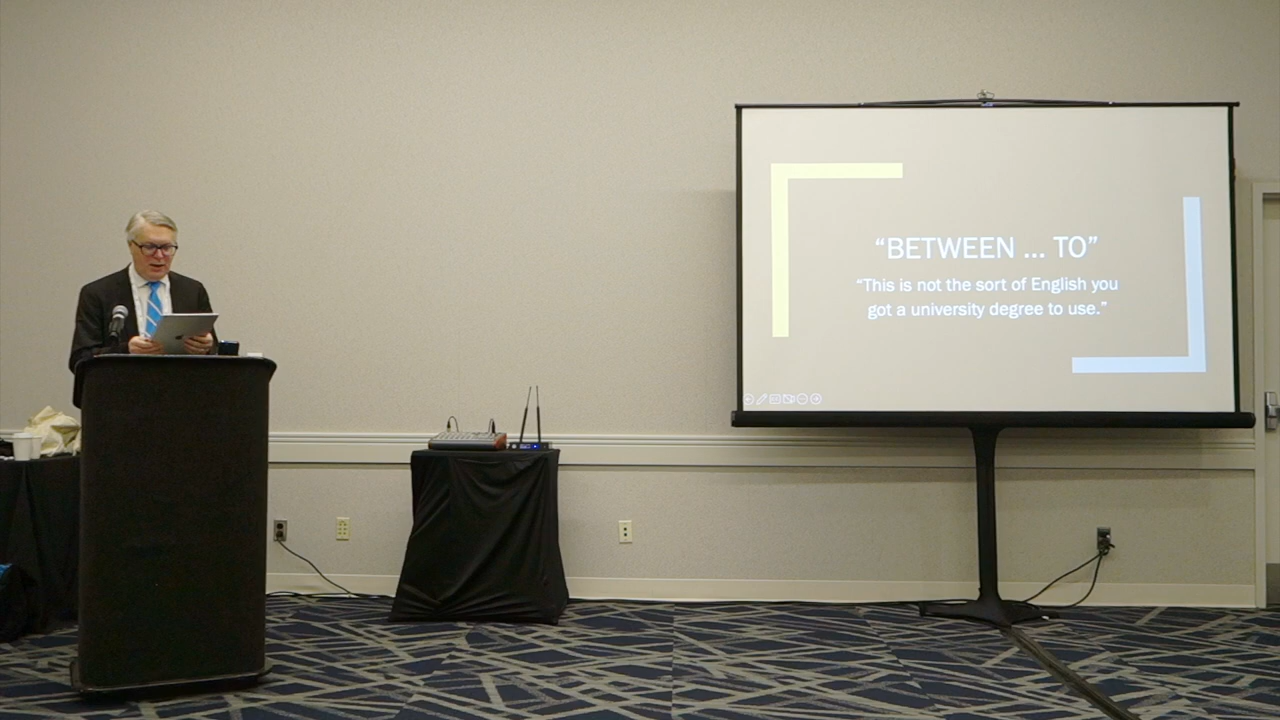 “BETWEEN ... TO”
“This is not the sort of English you
got a university degree to use.”